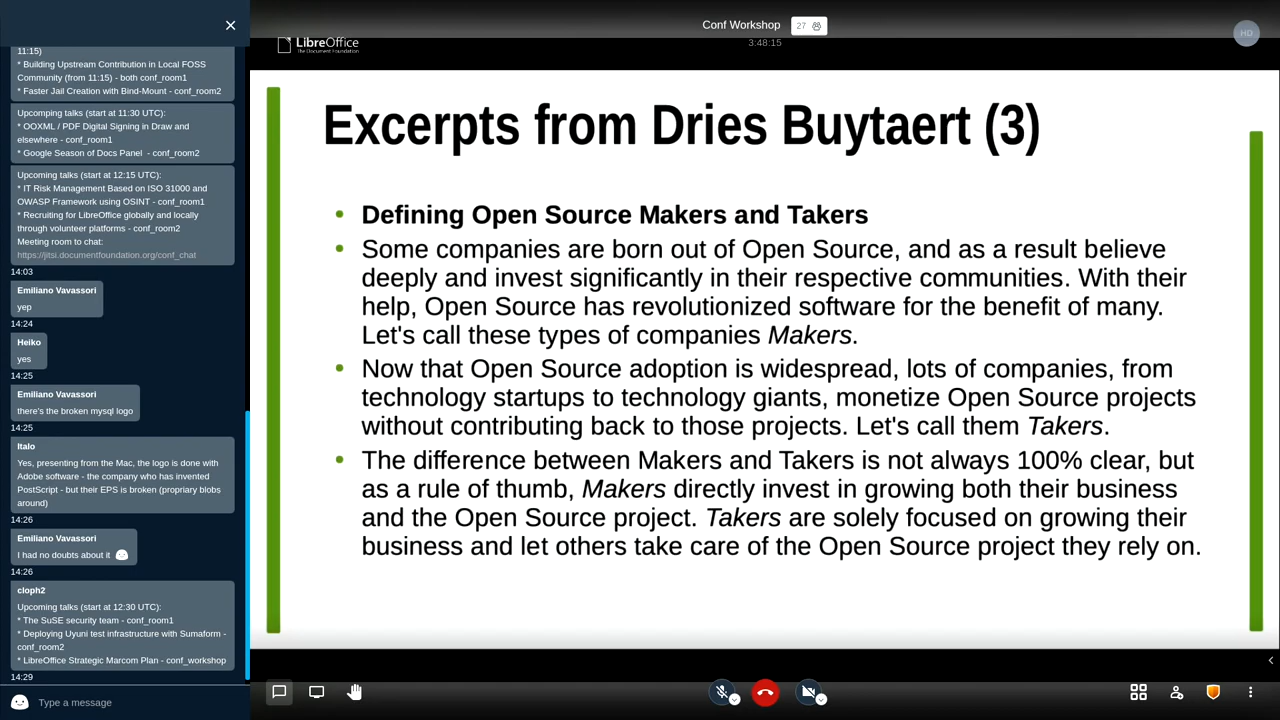 11:15)
* Building Upstream Contribution in Local FOSS
Community (from 11:15) - both conf_room1
* Faster Jail Creation with Bind-Mount - conf_room2
Upcomping talks (start at 11:30 UTC):
* OOXML / PDF Digital Signing in Draw and
elsewhere - conf_room1
* Google Season of Docs Panel - conf_room2
Upcoming talks (start at 12:15 UTC):
* IT Risk Management Based on ISO 31000 and
OWASP Framework using OSINT - conf_room1
* Recruiting for LibreOffice globally and locally
through volunteer platforms - conf_room2
Meeting room to chat:
https://jitsi.documentfoundation.org/conf_chat
14:03
Emiliano Vavassori
yep
14:24
Heiko
yes
14:25
Emiliano Vavassori
there's the broken mysql logo
14:25
Italo
Yes, presenting from the Mac, the logo is done with
Adobe software - the company who has invented
PostScript - but their EPS is broken (propriary blobs
around)
14:26
Emiliano Vavassori
I had no doubts about it
14:26
cloph2
Upcoming talks (start at 12:30 UTC):
* The SuSE security team - conf_room1
* Deploying Uyuni test infrastructure with Sumaform -
conf_room2
* LibreOffice Strategic Marcom Plan - conf_workshop
14:29
Type a message
Conf Workshop 27
3:48:15
HD
LibreOffice
The Document Foundation
Excerpts from Dries Buytaert (3)
• Defining Open Source Makers and Takers
• Some companies are born out of Open Source, and as a result believe
deeply and invest significantly in their respective communities. With their
help, Open Source has revolutionized software for the benefit of many.
Let's call these types of companies Makers.
• Now that Open Source adoption is widespread, lots of companies, from
technology startups to technology giants, monetize Open Source projects
without contributing back to those projects. Let's call them Takers.
• The difference between Makers and Takers is not always 100% clear, but
as a rule of thumb, Makers directly invest in growing both their business
and the Open Source project. Takers are solely focused on growing their
business and let others take care of the Open Source project they rely on.